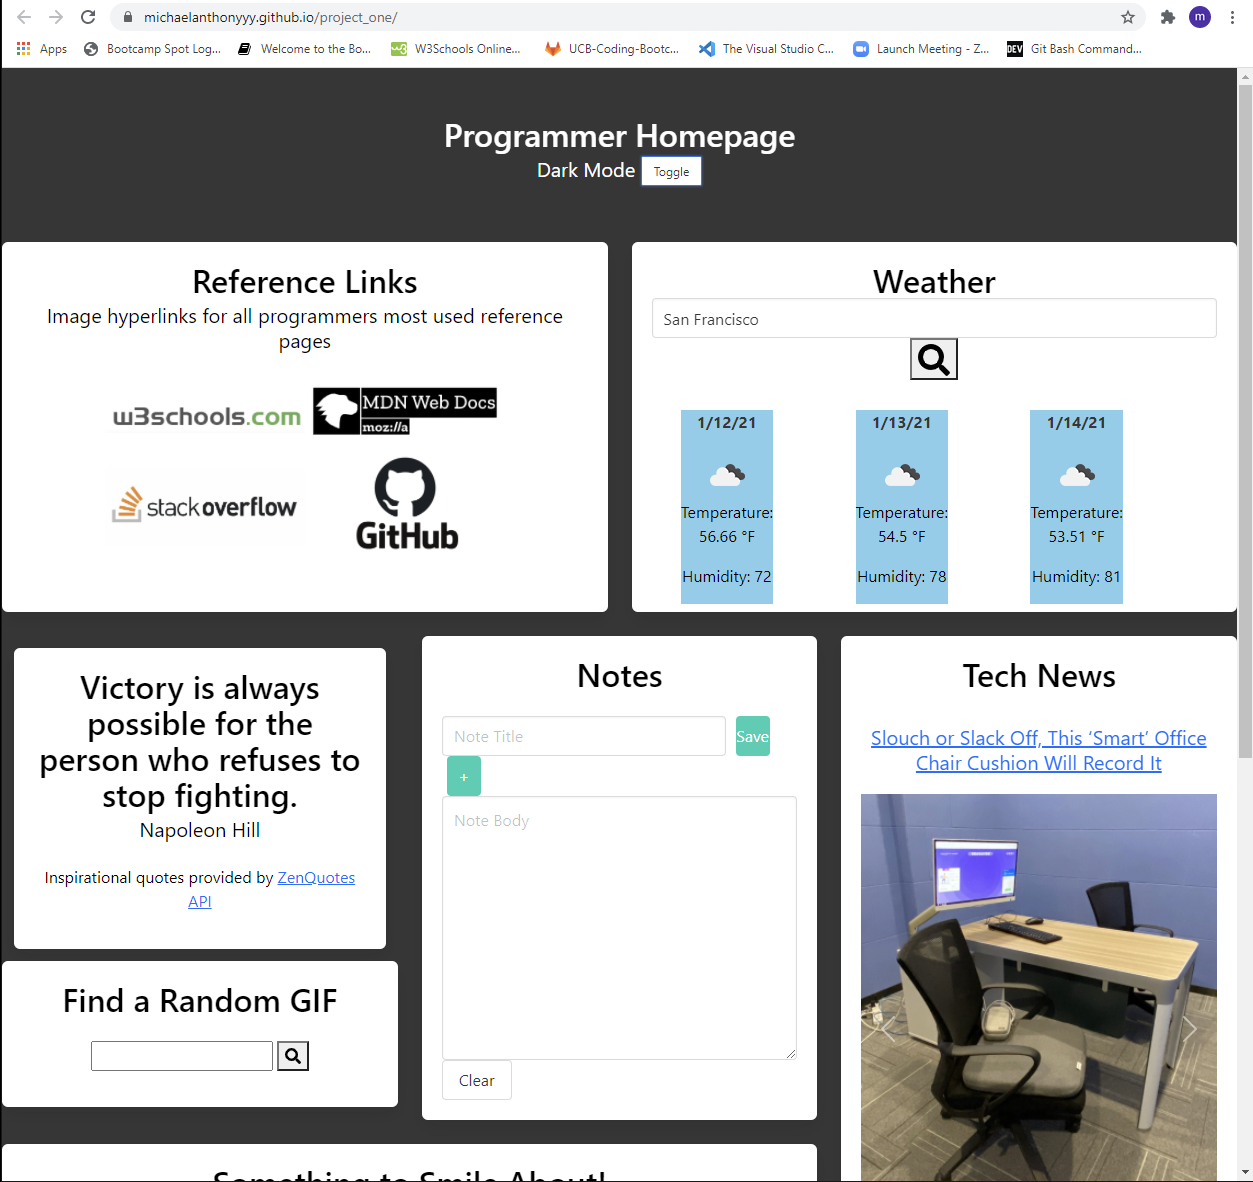 michaelanthonyyy.github.io/project_one/
m
Apps
Bootcamp Spot Log...
Welcome to the Bo...
W3Schools Online...
UCB-Coding-Bootc...
The Visual Studio C...
Launch Meeting - Z...
DEV
Git Bash Command...
Programmer Homepage
Dark Mode Toggle
Reference Links
Image hyperlinks for all programmers most used reference
pages
w3schools.com
MDN Web Docs
moz://a
stackoverflow
GitHub
Weather
San Francisco
1/12/21
Temperature:
56.66 °F
Humidity: 72
1/13/21
Temperature:
54.5 °F
Humidity: 78
1/14/21
Temperature:
53.51 °F
Humidity: 81
Victory is always
possible for the
person who refuses to
stop fighting.
Napoleon Hill
Inspirational quotes provided by ZenQuotes
API
Find a Random GIF
Notes
Note Title
Save
+
Note Body
Clear
Tech News
Slouch or Slack Off, This ‘Smart’ Office
Chair Cushion Will Record It
Something to Smile About!